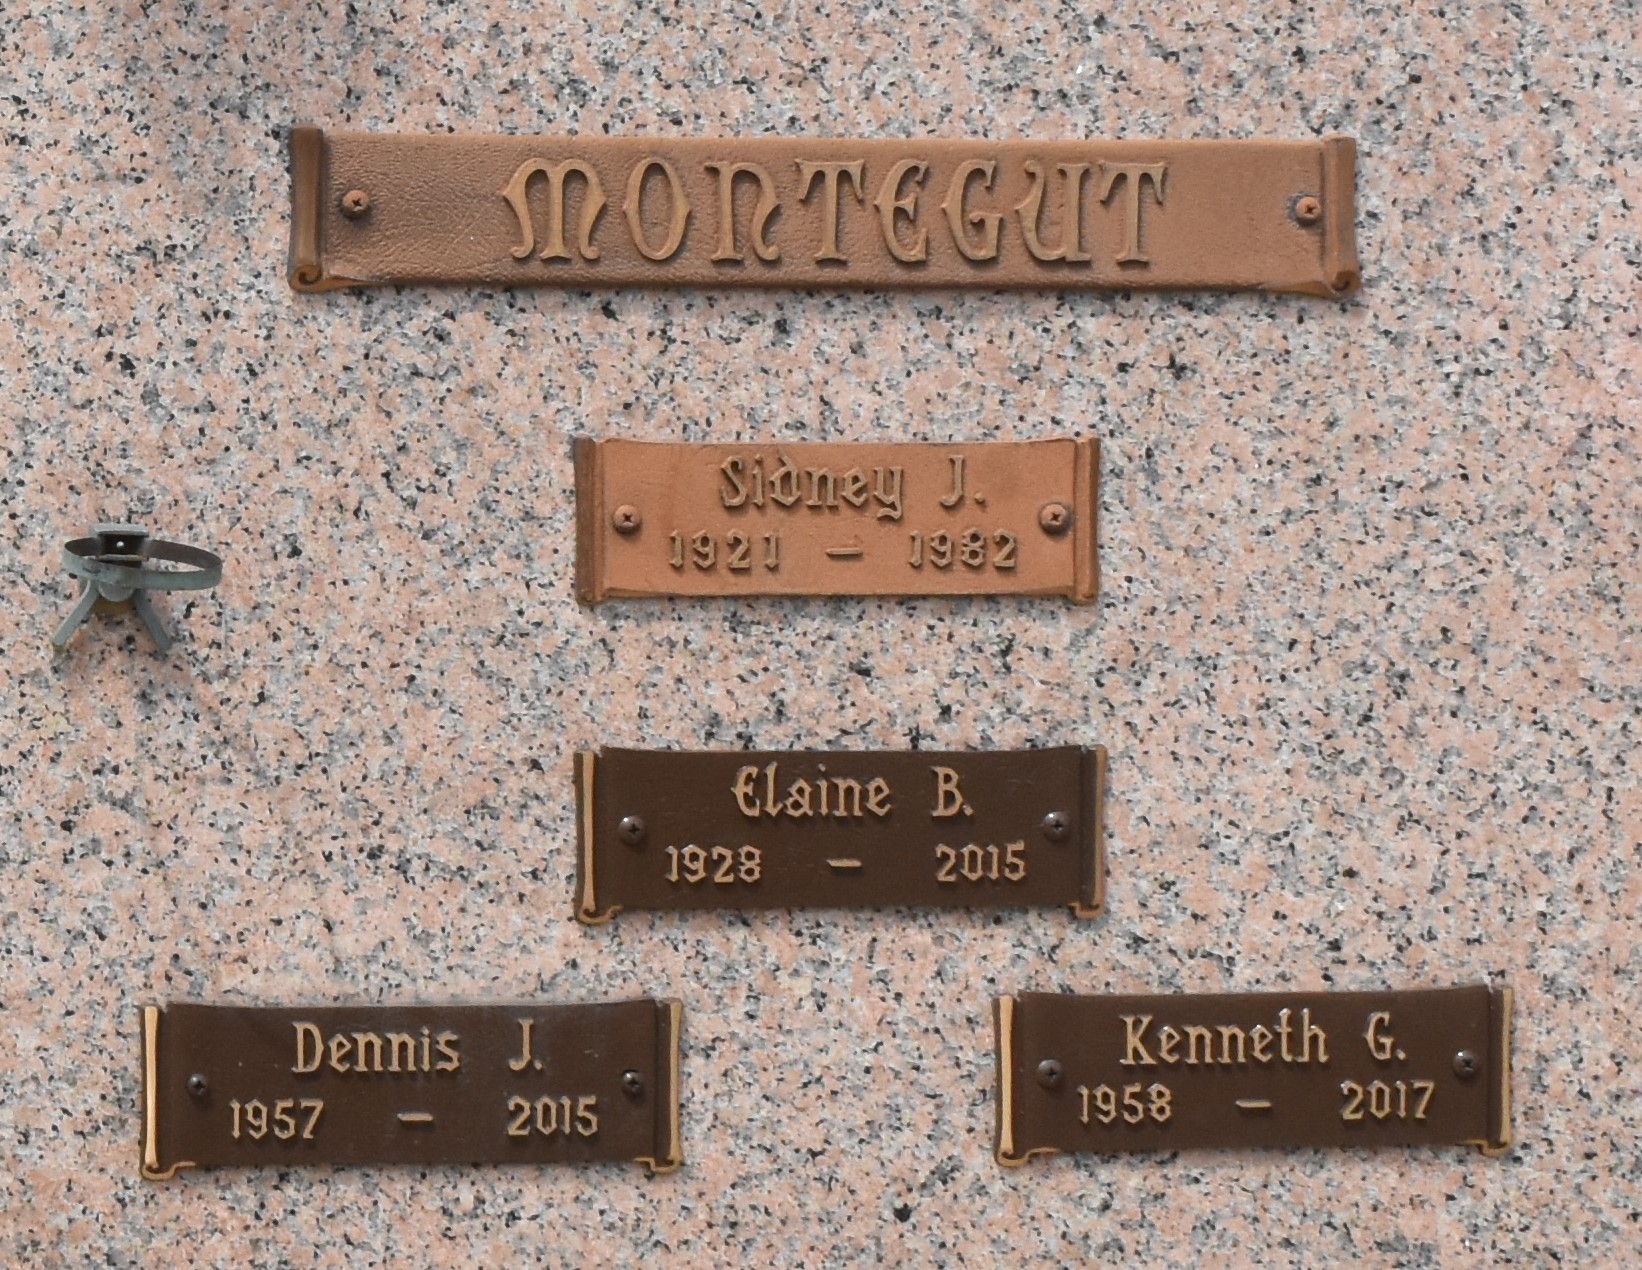 MONTEGUT
Sidney J.
1921 – 1982
Elaine B.
1928 – 2015
Dennis J.
1957 – 2015
Kenneth G.
1958 – 2017